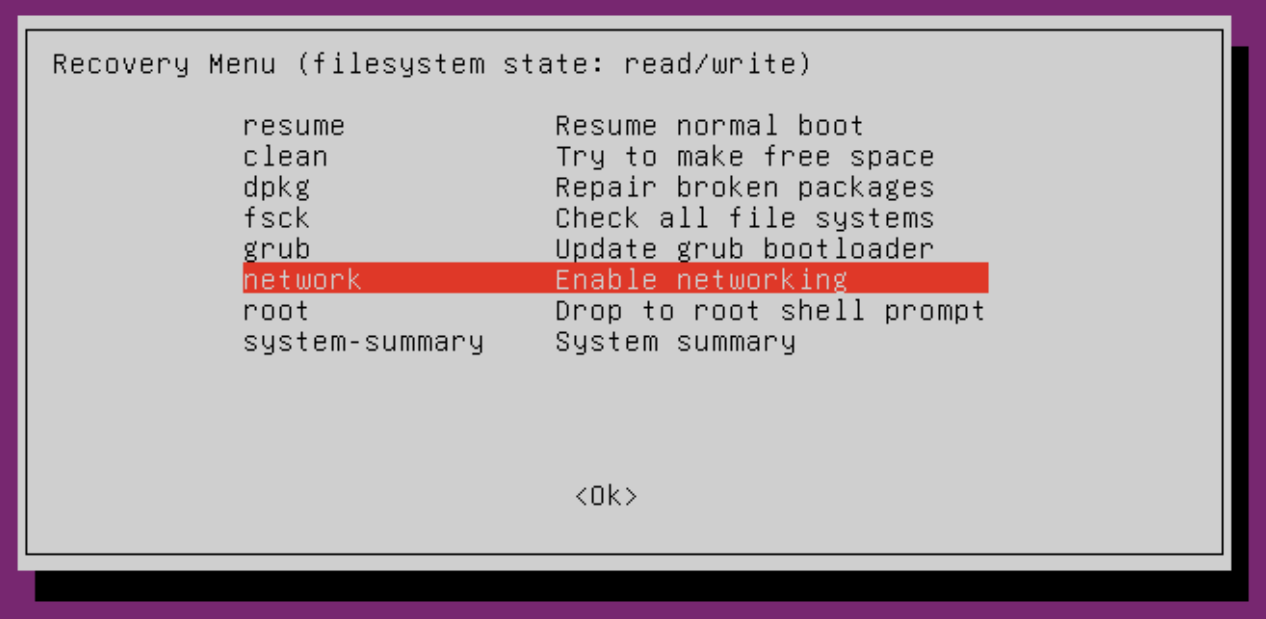 Recovery Menu (filesystem state: read/write)
resume Resume normal boot
clean Try to make free space
dpkg Repair broken packages
fsck Check all file systems
grub Update grub bootloader
network Enable networking
root Drop to root shell prompt
system-summary System summary
<Ok>